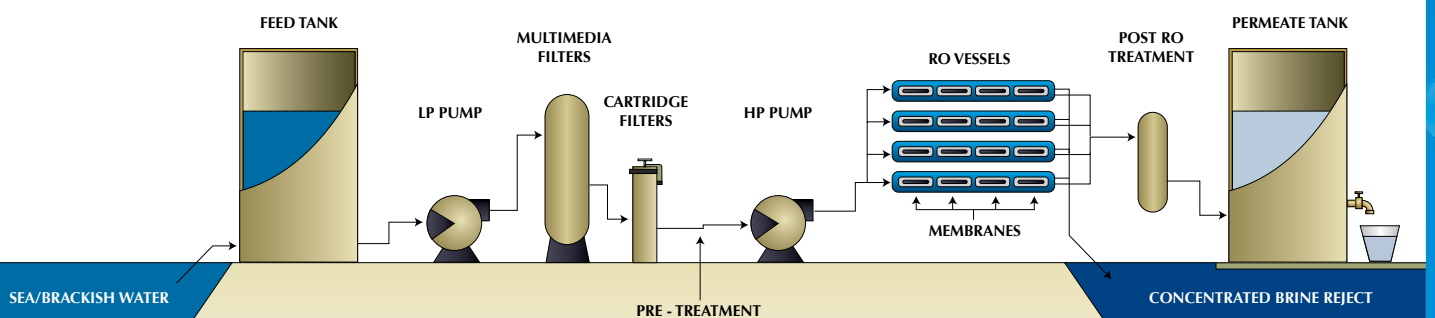 FEED TANK
MULTIMEDIA
FILTERS
CARTRIDGE
FILTERS
LP PUMP
HP PUMP
RO VESSELS
POST RO
TREATMENT
PERMEATE TANK
MEMBRANES
SEA/BRACKISH WATER
PRE - TREATMENT
CONCENTRATED BRINE REJECT